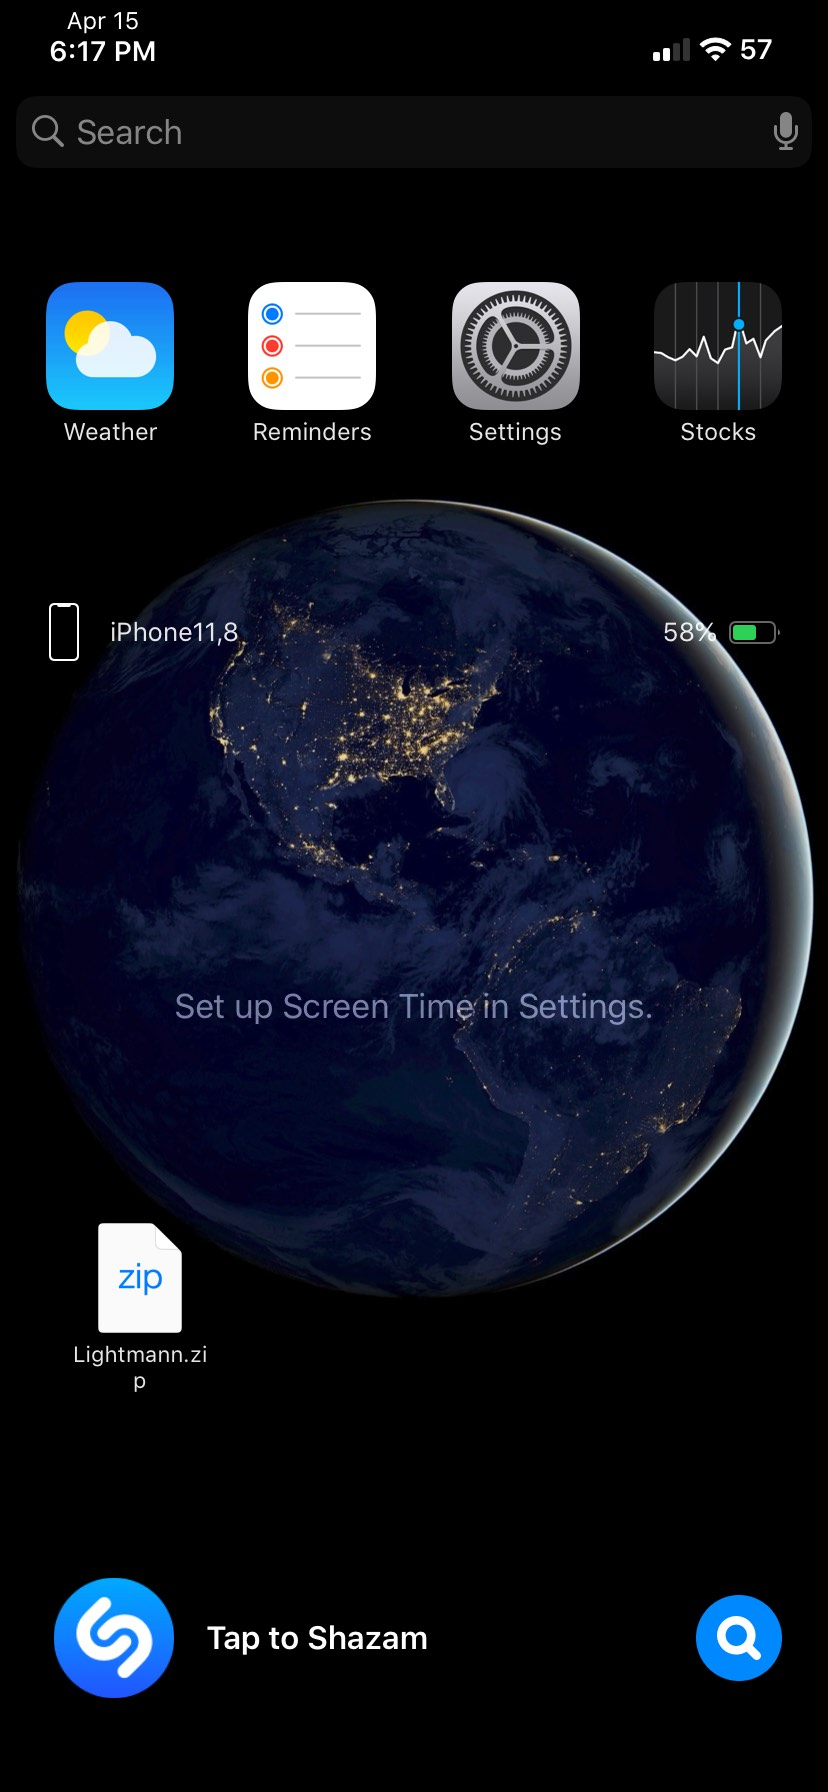 Apr 15
6:17 PM
57
Search
Weather
Reminders
Settings
Stocks
iPhone11,8
58%
Set up Screen Time in Settings.
zip
Lightmann.zi
p
Tap to Shazam